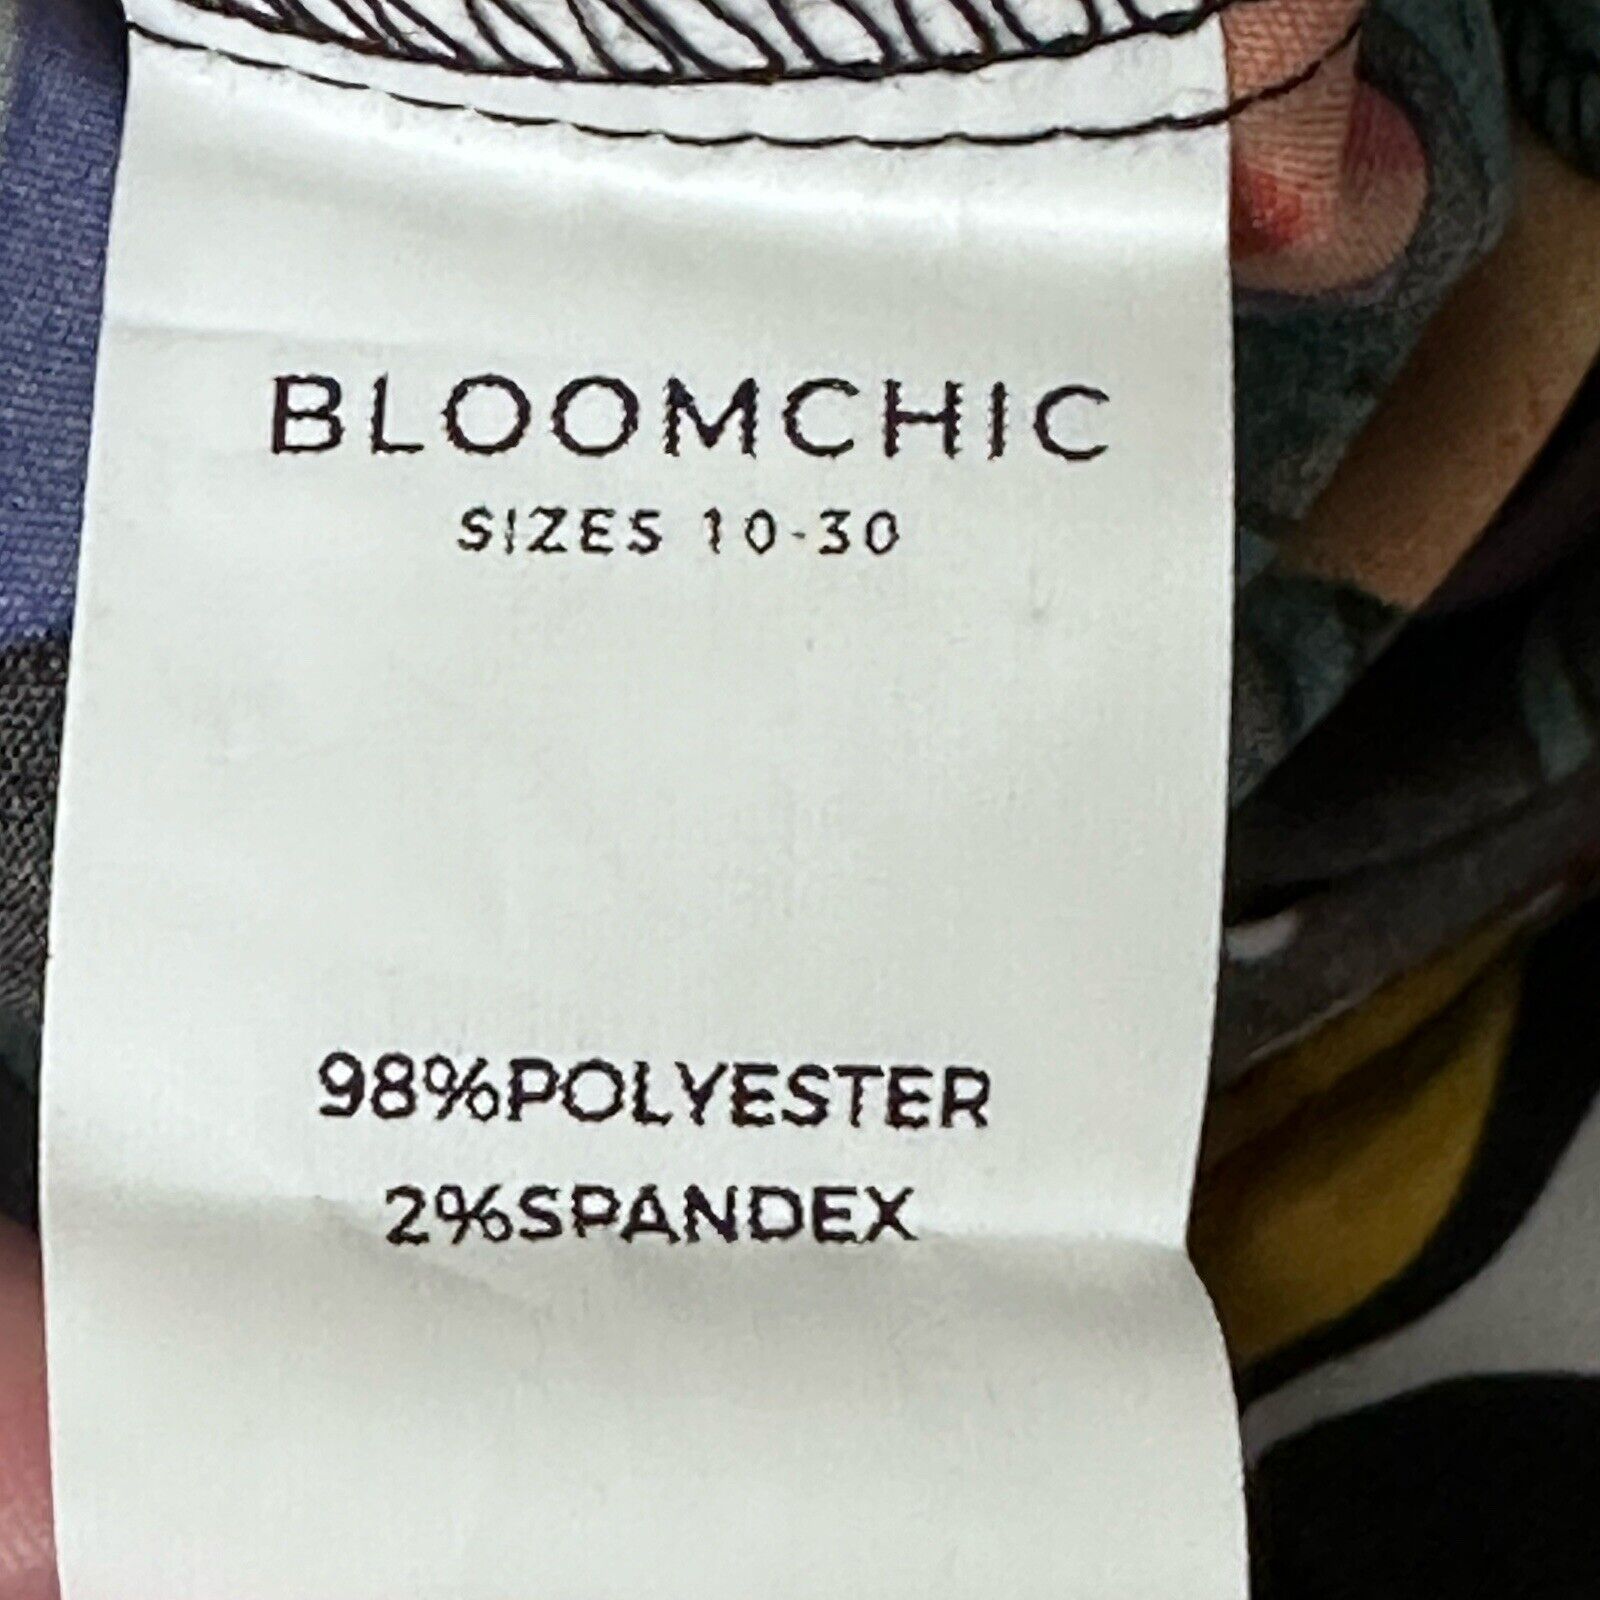 BLOOMCHIC
SIZES 10-30
98%POLYESTER
2%SPANDEX